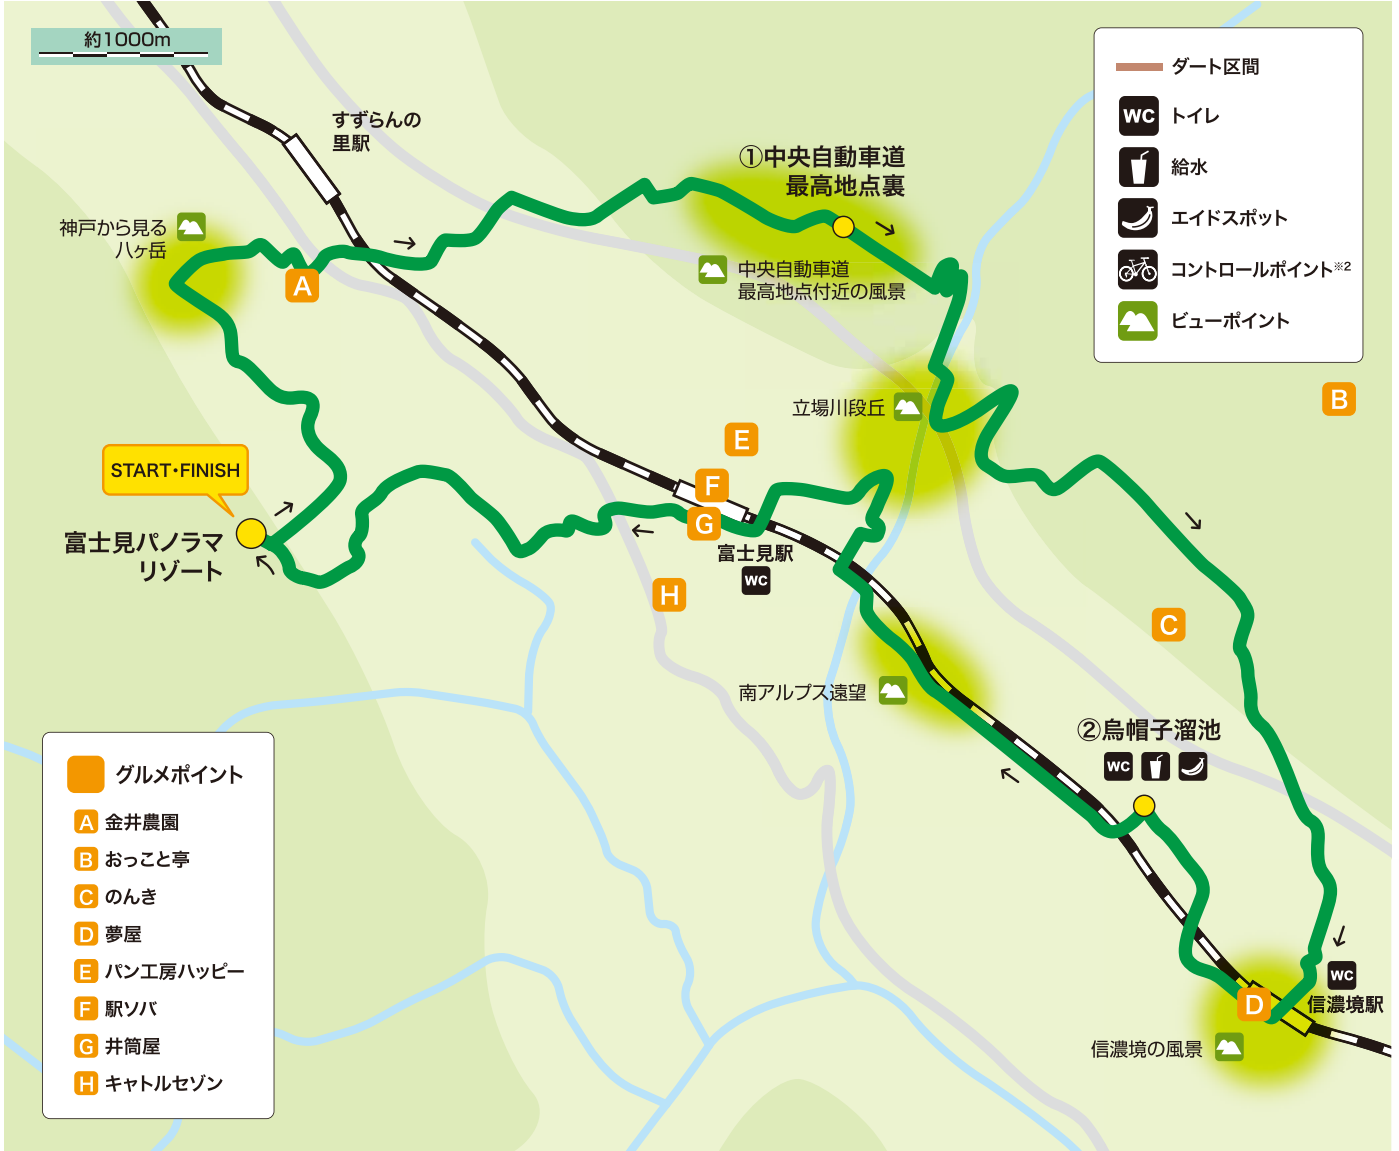 約1000m
すずらんの
里駅
①中央自動車道
最高地点裏
ダート区間
WC
トイレ
給水
エイドスポット
コントロールポイント※2
ビューポイント
神戸から見る
八ヶ岳
A
中央自動車道
最高地点付近の風景
立場川段丘
B
E
F
G
START・FINISH
富士見パノラマ
リゾート
富士見駅
WC
H
C
南アルプス遠望
②烏帽子溜池
WC
D
WC
信濃境駅
信濃境の風景
グルメポイント
A 金井農園
B おっこと亭
C のんき
D 夢屋
E パン工房ハッピー
F 駅ソバ
G 井筒屋
H キャトルセゾン